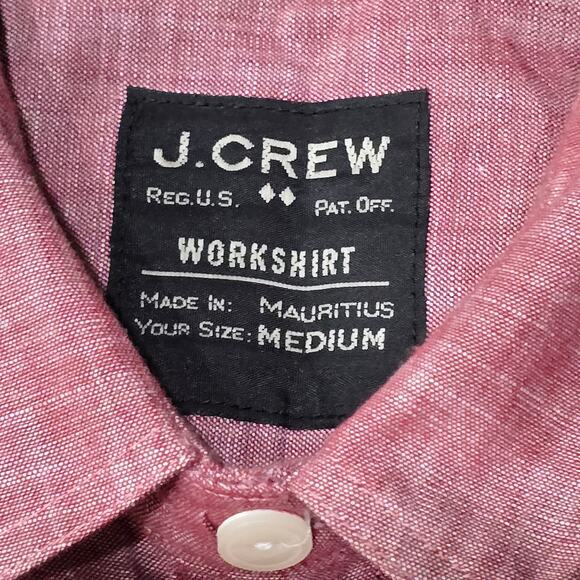 J.CREW
REG.U.S. PAT. OFF.
WORKSHIRT
MADE IN: MAURITIUS
YOUR SIZE: MEDIUM